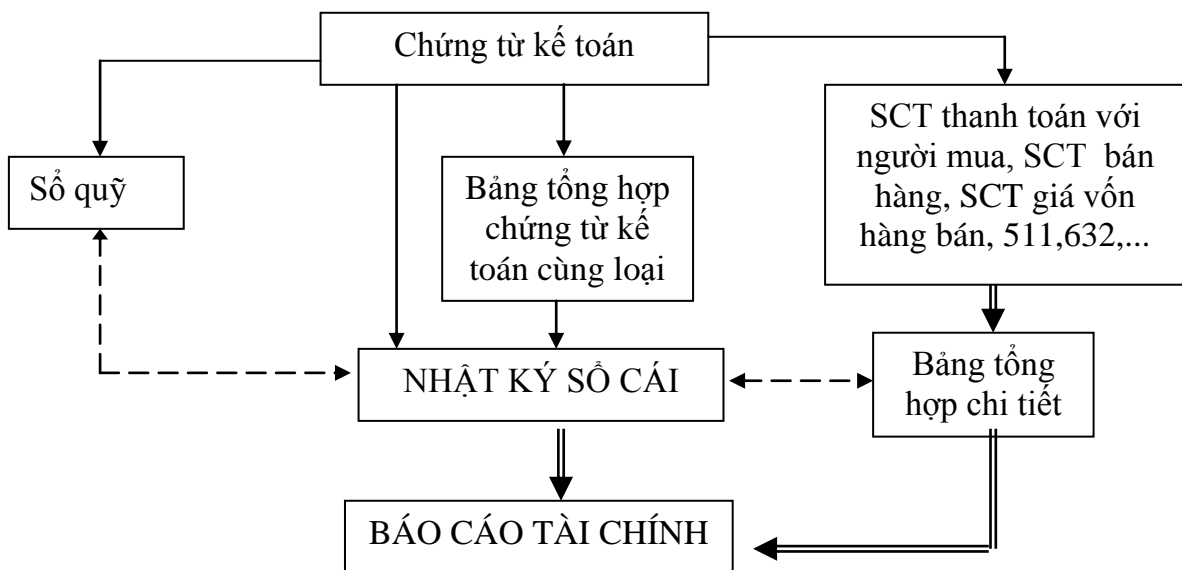 Chứng từ kế toán
SCT thanh toán với
người mua, SCT bán
hàng, SCT giá vốn
hàng bán, 511,632,...
Sổ quỹ
Bảng tổng hợp
chứng từ kế
toán cùng loại
NHẬT KÝ SỔ CÁI
Bảng tổng
hợp chi tiết
BÁO CÁO TÀI CHÍNH